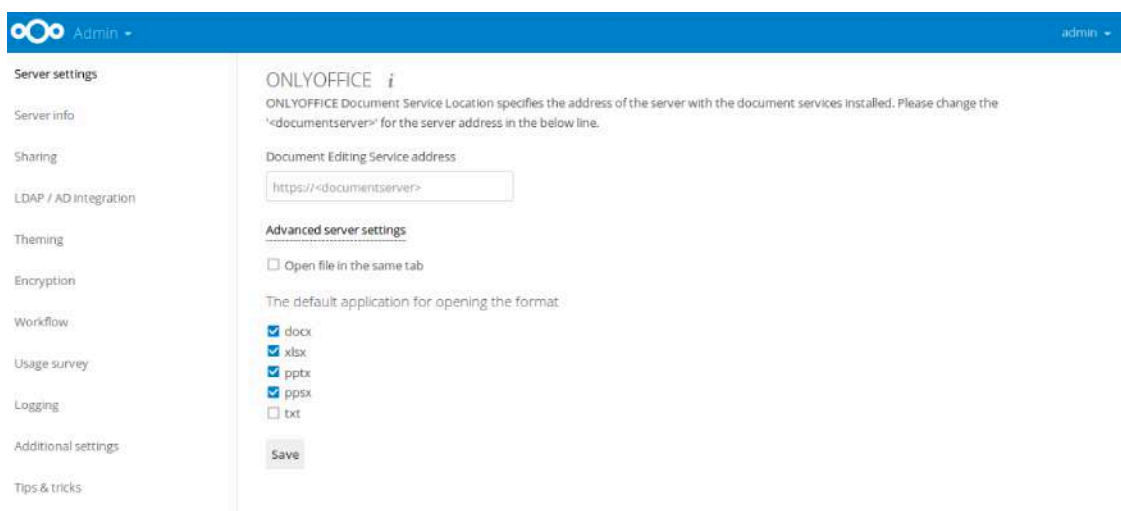 Admin
admin
Server settings
Server info
Sharing
LDAP / AD integration
Theming
Encryption
Workflow
Usage survey
Logging
Additional settings
Tips & tricks
ONLYOFFICE i
ONLYOFFICE Document Service Location specifies the address of the server with the document services installed. Please change the
'<documentserver>' for the server address in the below line.
Document Editing Service address
https://<documentserver>
Advanced server settings
Open file in the same tab
The default application for opening the format
docx
xlsx
pptx
ppsx
txt
Save